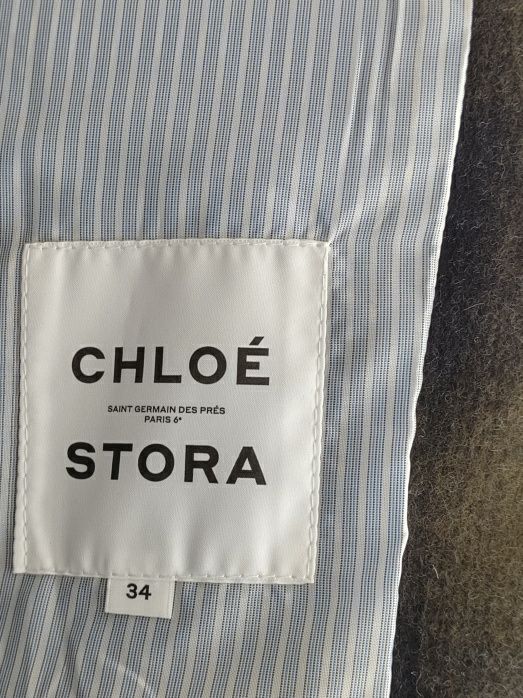 CHLOÉ
SAINT GERMAIN DES PRÉS
PARIS 6ᵉ
STORA
34